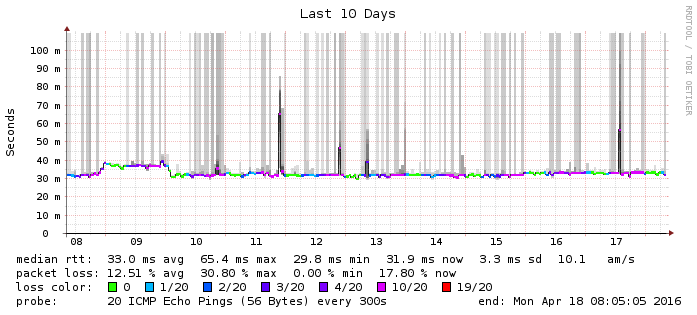 Last 10 Days
RRDTOOL / TOBI OETIKER
Seconds
100 m
90 m
80 m
70 m
60 m
50 m
40 m
30 m
20 m
10 m
0
08 09 10 11 12 13 14 15 16 17
median rtt: 33.0 ms avg 65.4 ms max 29.8 ms min 31.9 ms now 3.3 ms sd 10.1 am/s
packet loss: 12.51 % avg 30.80 % max 0.00 % min 17.80 % now
loss color: 0 1/20 2/20 3/20 4/20 10/20 19/20
probe: 20 ICMP Echo Pings (56 Bytes) every 300s end: Mon Apr 18 08:05:05 2016